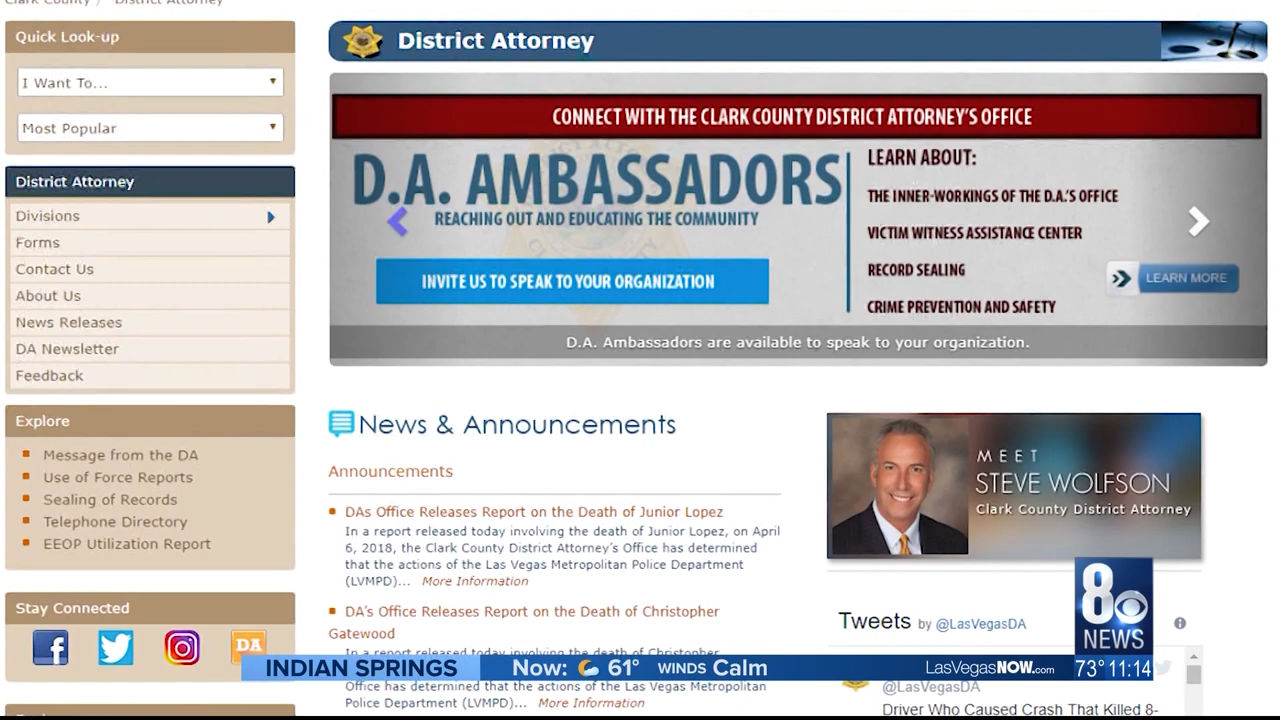 Clark County / District Attorney
Quick Look-up
I Want To...
Most Popular
District Attorney
Divisions
Forms
Contact Us
About Us
News Releases
DA Newsletter
Feedback
Explore
Message from the DA
Use of Force Reports
Sealing of Records
Telephone Directory
EEOP Utilization Report
Stay Connected
DA
District Attorney
CONNECT WITH THE CLARK COUNTY DISTRICT ATTORNEY'S OFFICE
D.A. AMBASSADORS
REACHING OUT AND EDUCATING THE COMMUNITY
INVITE US TO SPEAK TO YOUR ORGANIZATION
LEARN ABOUT:
THE INNER-WORKINGS OF THE D.A.'S OFFICE
VICTIM WITNESS ASSISTANCE CENTER
RECORD SEALING
CRIME PREVENTION AND SAFETY
LEARN MORE
D.A. Ambassadors are available to speak to your organization.
News & Announcements
Announcements
DAs Office Releases Report on the Death of Junior Lopez
In a report released today involving the death of Junior Lopez, on April
6, 2018, the Clark County District Attorney's Office has determined
that the actions of the Las Vegas Metropolitan Police Department
(LVMPD)... More Information
DA's Office Releases Report on the Death of Christopher
Gatewood
In a report released today involving the death of Christopher
Office has determined that the actions of the Las Vegas Metropolitan
Police Department (LVMPD)... More Information
MEET
STEVE WOLFSON
Clark County District Attorney
Tweets by @LasVegasDA
@LasVegasDA
Driver Who Caused Crash That Killed 8-
8
NEWS
INDIAN SPRINGS Now: 61° WINDS Calm LasVegasNOW.com 73° 11:14